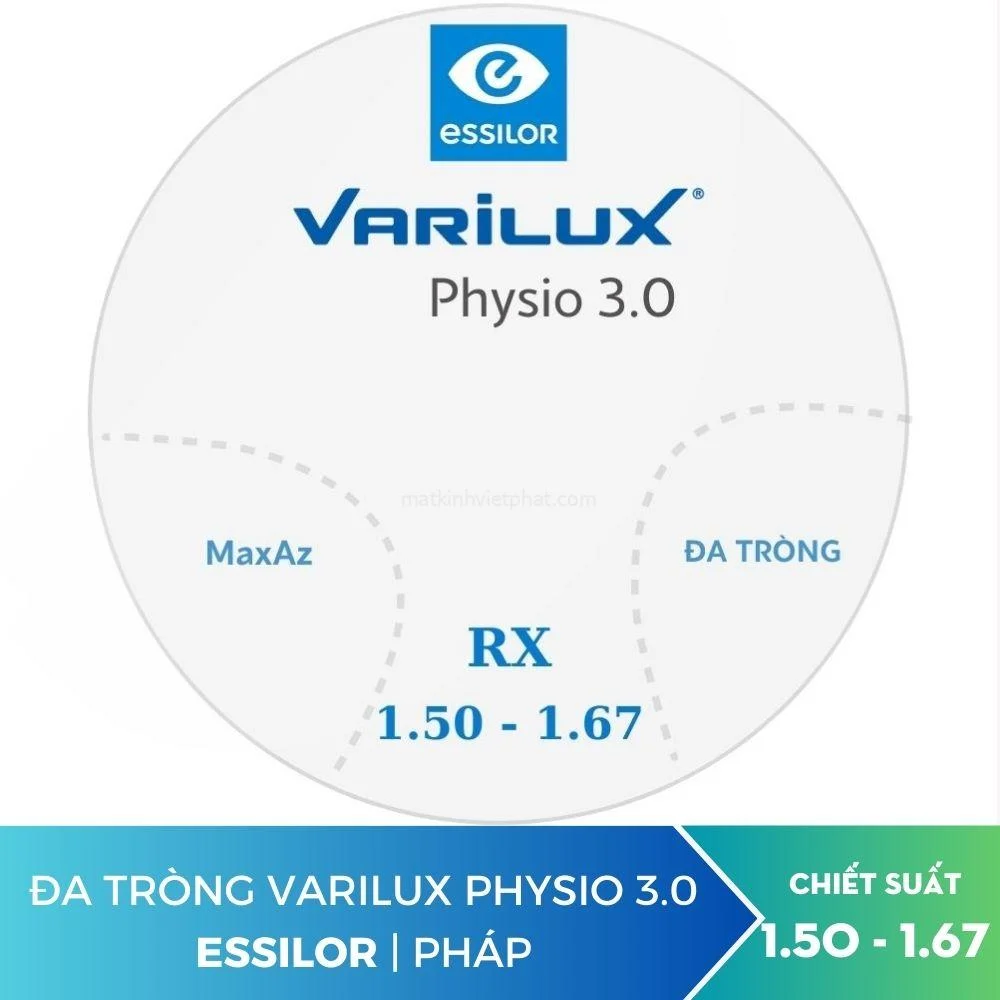 essilor
VARiLUX®
Physio 3.0
matkinhvietphat.com
MaxAz
ĐA TRÒNG
RX
1.50 - 1.67
ĐA TRÒNG VARILUX PHYSIO 3.0
ESSILOR | PHÁP
CHIẾT SUẤT
1.50 - 1.67